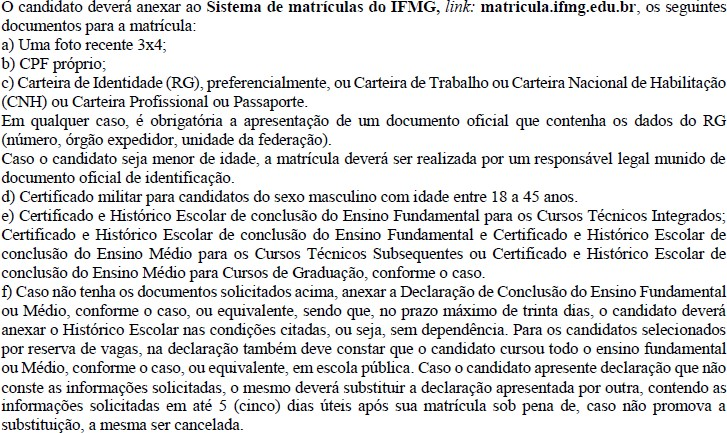 O candidato deverá anexar ao Sistema de matrículas do IFMG, link: matricula.ifmg.edu.br, os seguintes
documentos para a matrícula:
a) Uma foto recente 3x4;
b) CPF próprio;
c) Carteira de Identidade (RG), preferencialmente, ou Carteira de Trabalho ou Carteira Nacional de Habilitação
(CNH) ou Carteira Profissional ou Passaporte.
Em qualquer caso, é obrigatória a apresentação de um documento oficial que contenha os dados do RG
(número, órgão expedidor, unidade da federação).
Caso o candidato seja menor de idade, a matrícula deverá ser realizada por um responsável legal munido de
documento oficial de identificação.
d) Certificado militar para candidatos do sexo masculino com idade entre 18 a 45 anos.
e) Certificado e Histórico Escolar de conclusão do Ensino Fundamental para os Cursos Técnicos Integrados;
Certificado e Histórico Escolar de conclusão do Ensino Fundamental e Certificado e Histórico Escolar de
conclusão do Ensino Médio para os Cursos Técnicos Subsequentes ou Certificado e Histórico Escolar de
conclusão do Ensino Médio para Cursos de Graduação, conforme o caso.
f) Caso não tenha os documentos solicitados acima, anexar a Declaração de Conclusão do Ensino Fundamental
ou Médio, conforme o caso, ou equivalente, sendo que, no prazo máximo de trinta dias, o candidato deverá
anexar o Histórico Escolar nas condições citadas, ou seja, sem dependência. Para os candidatos selecionados
por reserva de vagas, na declaração também deve constar que o candidato cursou todo o ensino fundamental
ou Médio, conforme o caso, ou equivalente, em escola pública. Caso o candidato apresente declaração que não
conste as informações solicitadas, o mesmo deverá substituir a declaração apresentada por outra, contendo as
informações solicitadas em até 5 (cinco) dias úteis após sua matrícula sob pena de, caso não promova a
substituição, a mesma ser cancelada.